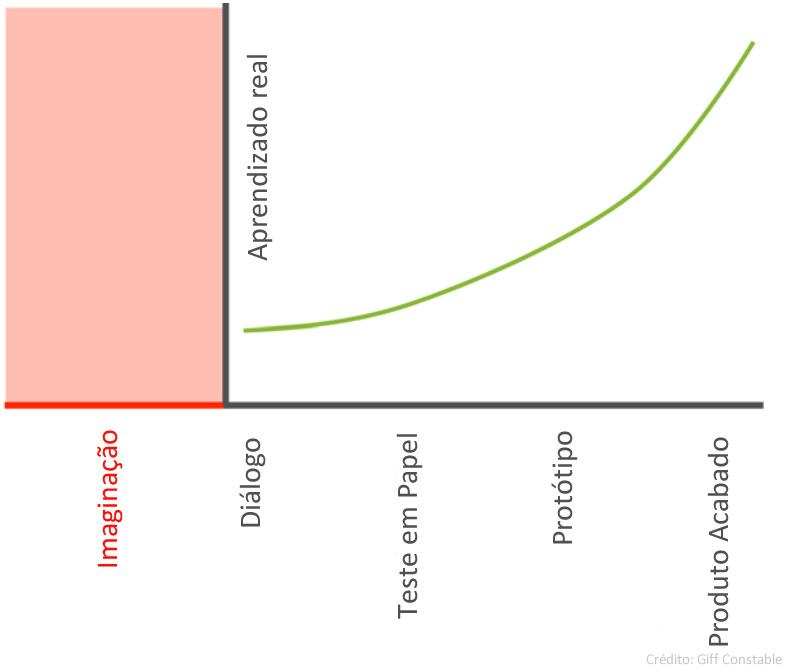 Aprendizado real
Imaginação
Diálogo
Teste em Papel
Protótipo
Produto Acabado
Crédito: Giff Constable